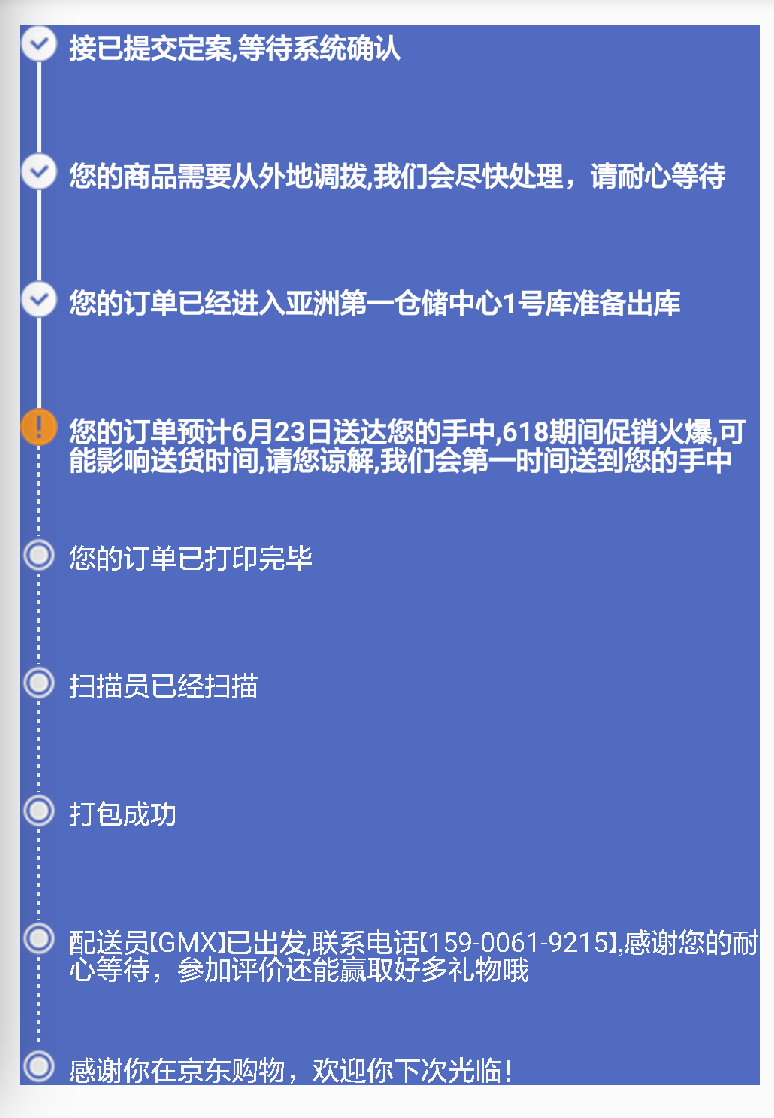 接已提交定案,等待系统确认
您的商品需要从外地调拨,我们会尽快处理，请耐心等待
您的订单已经进入亚洲第一仓储中心1号库准备出库
您的订单预计6月23日送达您的手中,618期间促销火爆,可
能影响送货时间,请您谅解,我们会第一时间送到您的手中
您的订单已打印完毕
扫描员已经扫描
打包成功
配送员【GMX】已出发,联系电话【159-0061-9215】,感谢您的耐
心等待，参加评价还能赢取好多礼物哦
感谢你在京东购物，欢迎你下次光临！